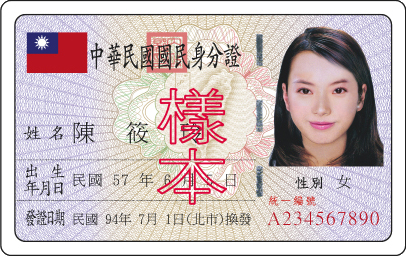 中華民國國民身分證
樣本
姓名 陳筱
出生年月日 民國 57 年 6 月 日
性別 女
發證日期 民國 94年 7月 1日(北市)換發
統一編號
A234567890